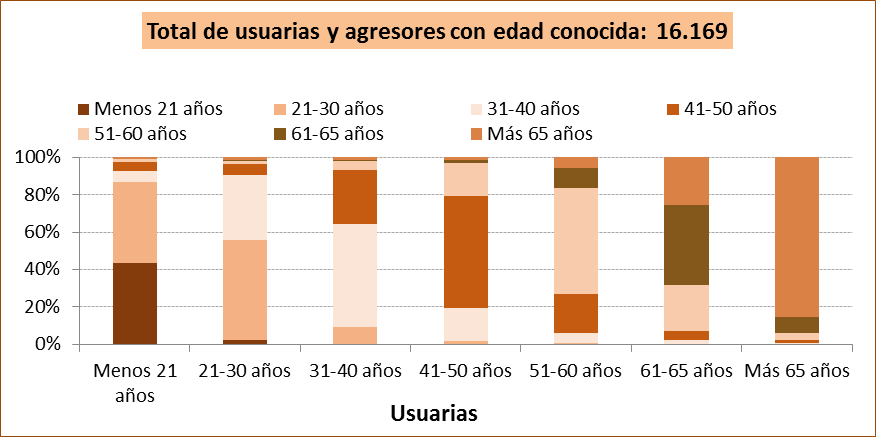 Total de usuarias y agresores con edad conocida: 16.169
Menos 21 años 21-30 años 31-40 años 41-50 años
51-60 años 61-65 años Más 65 años
100%
80%
60%
40%
20%
0%
Menos 21 21-30 años 31-40 años 41-50 años 51-60 años 61-65 años Más 65 años
años
Usuarias